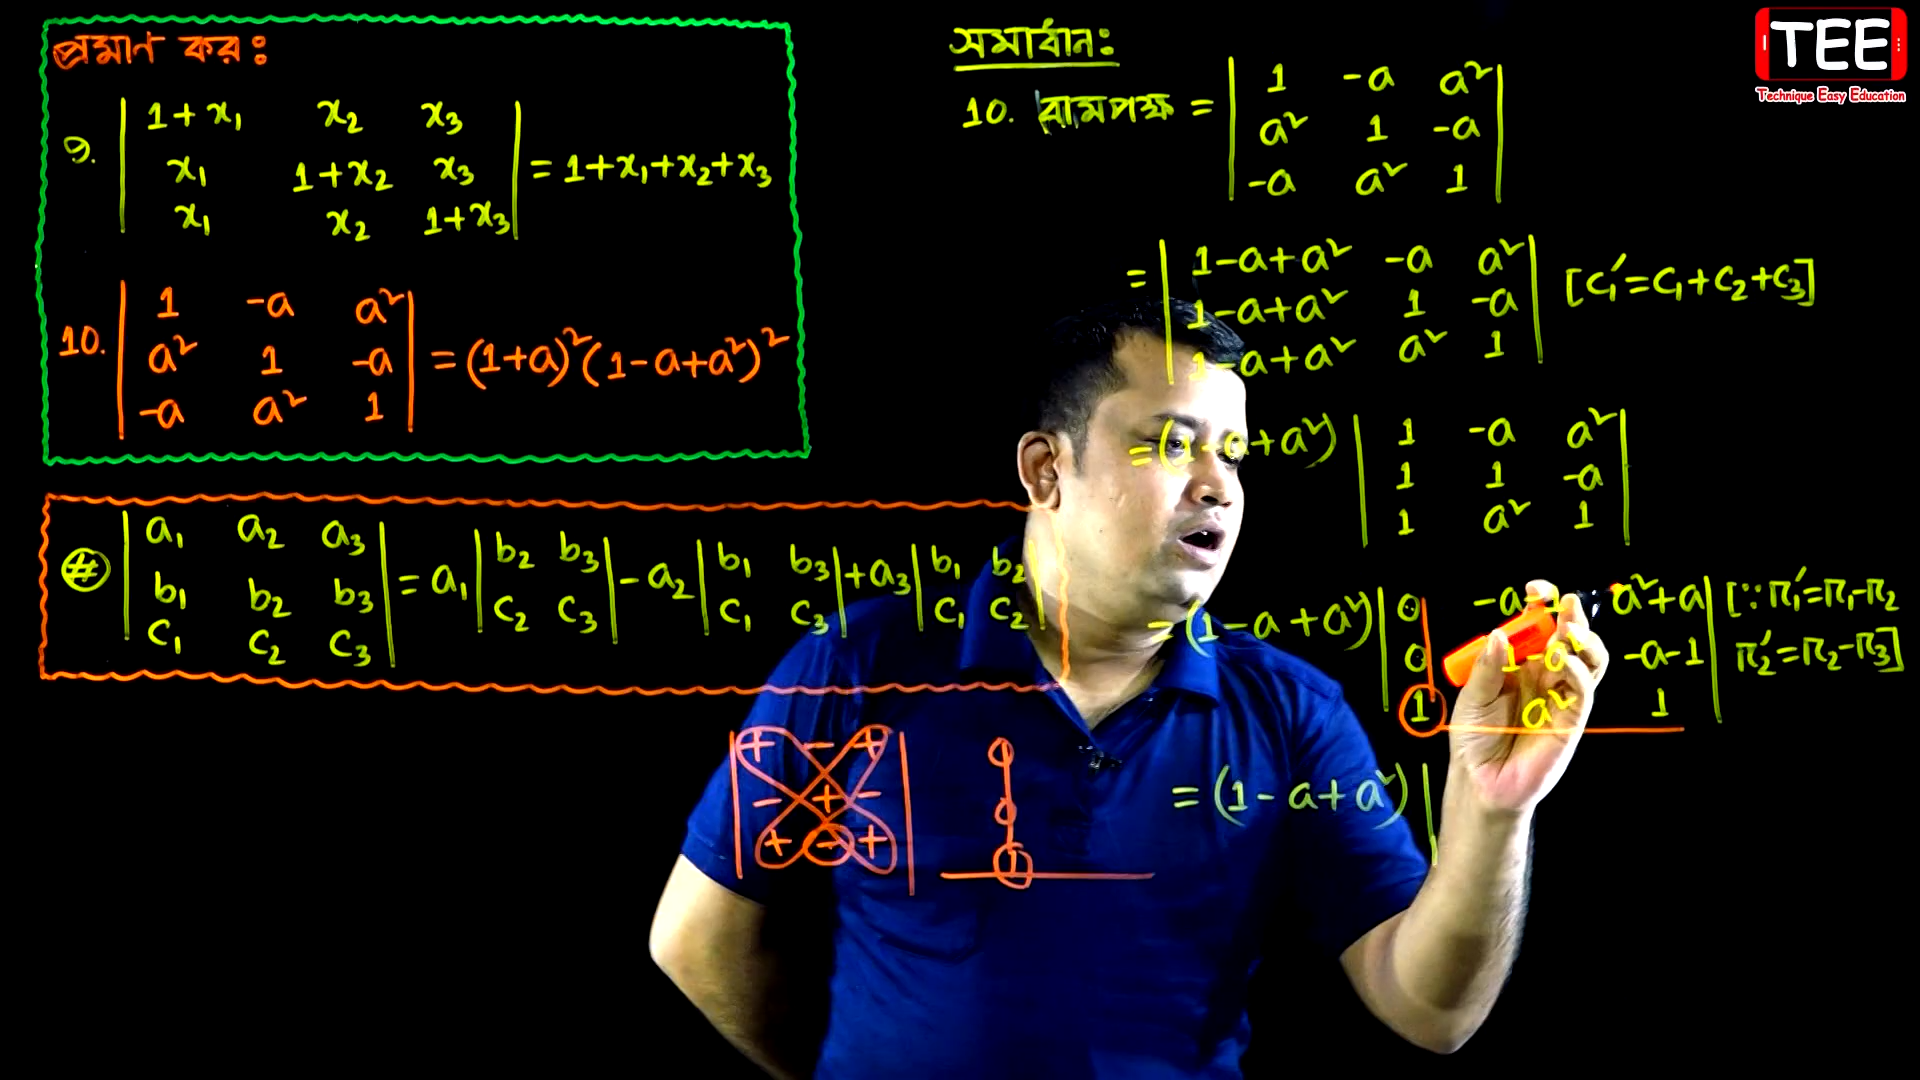 প্রমাণ কর:
9. | 1+x₁ x₂ x₃ |
| x₁ 1+x₂ x₃ | = 1+x₁+x₂+x₃
| x₁ x₂ 1+x₃ |
10. | 1 -a a² |
| a² 1 -a | = (1+a)²(1-a+a²)²
| -a a² 1 |
# | a₁ a₂ a₃ | = a₁ | b₂ b₃ | - a₂ | b₁ b₃ | + a₃ | b₁ b₂ |
| b₁ b₂ b₃ | | c₂ c₃ | | c₁ c₃ | | c₁ c₂ |
| c₁ c₂ c₃ |
| + - + |
| - + - |
| + - + |
0
0
1
সমাধান:
10. বামপক্ষ = | 1 -a a² |
| a² 1 -a |
| -a a² 1 |
= | 1-a+a² -a a² | [c₁′=c₁+c₂+c₃]
| 1-a+a² 1 -a |
| 1-a+a² a² 1 |
=(1-a+a²) | 1 -a a² |
| 1 1 -a |
| 1 a² 1 |
=(1-a+a²) | 0 -a a²+a | [∵ r₁′=r₁-r₂
| 0 1-a² -a-1 | r₂′=r₂-r₃]
| 1 a² 1 |
=(1-a+a²) |
TEE
Technique Easy Education